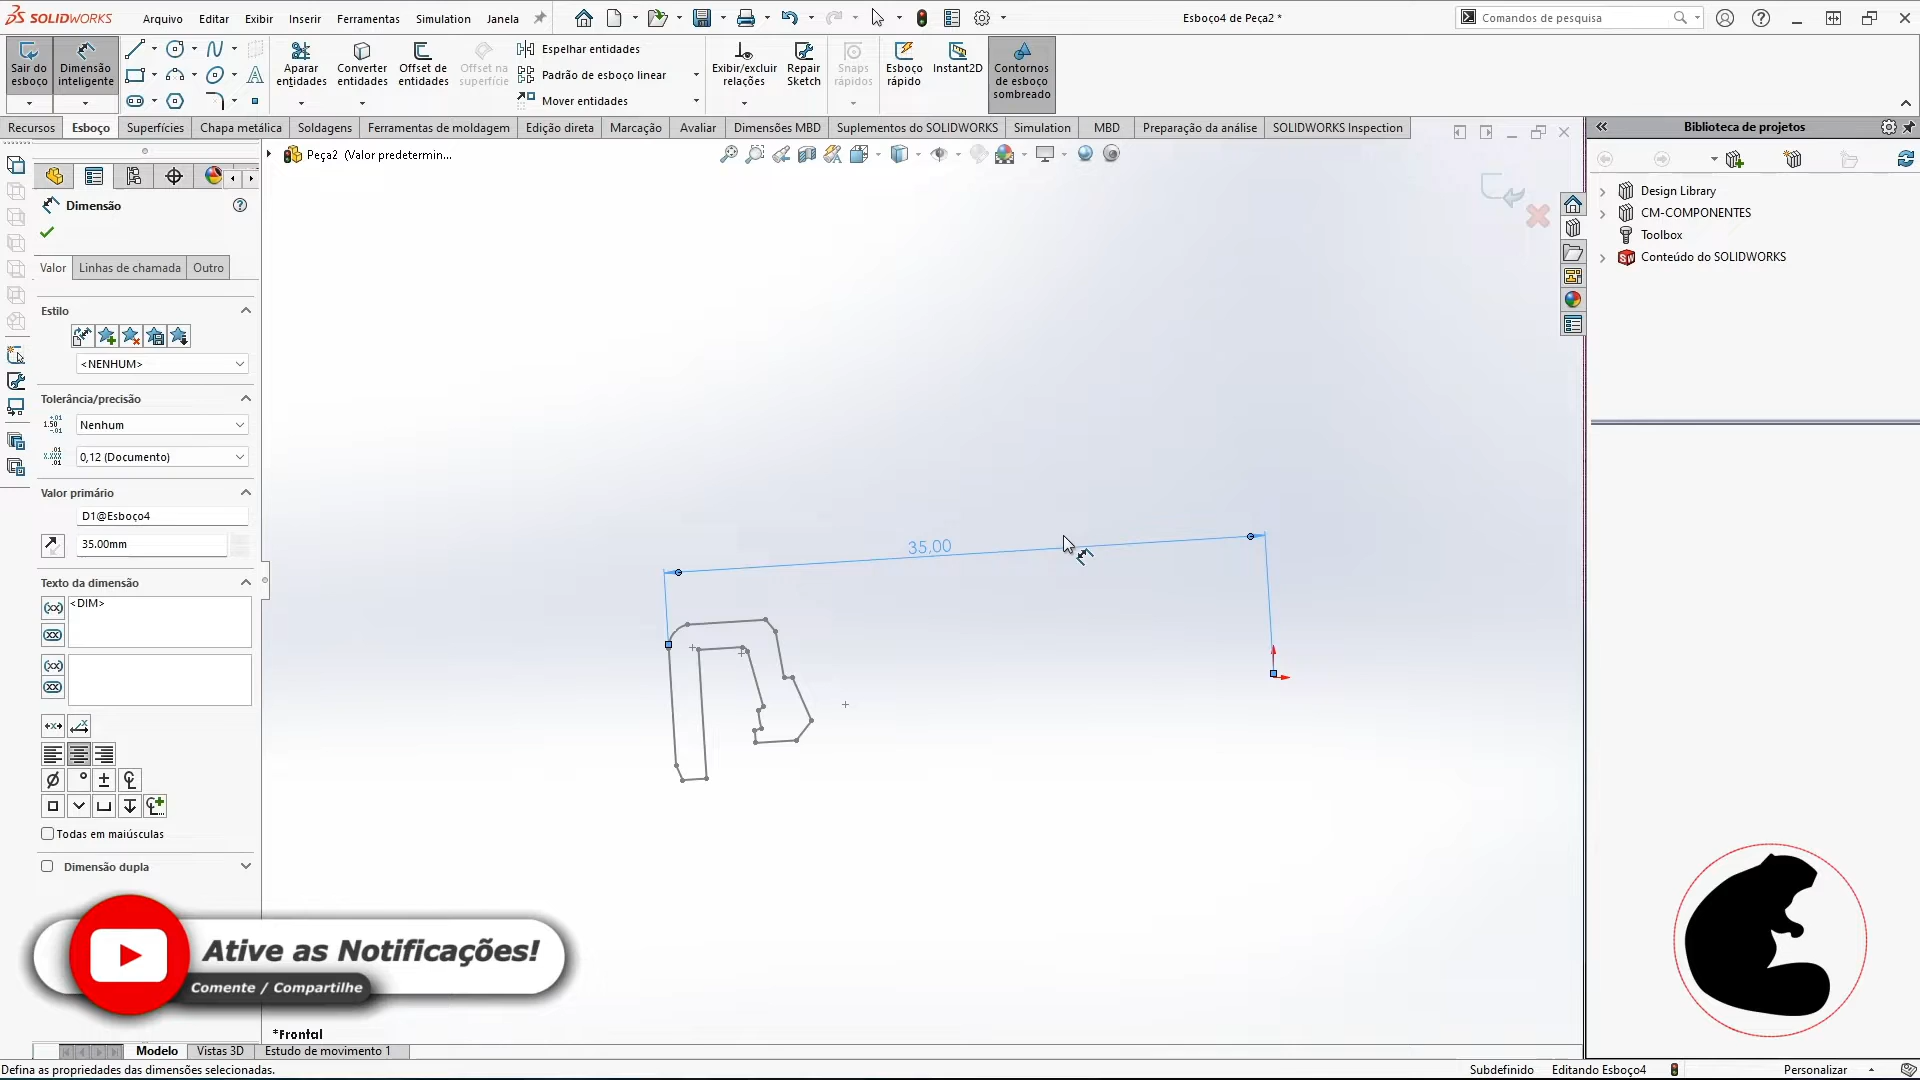 SOLIDWORKS
Arquivo Editar Exibir Inserir Ferramentas Simulation Janela
Esboço4 de Peça2 *
Comandos de pesquisa
Sair do esboço
Dimensão inteligente
Aparar entidades
Converter entidades
Offset de entidades
Offset na superfície
Espelhar entidades
Padrão de esboço linear
Mover entidades
Exibir/excluir relações
Repair Sketch
Snaps rápidos
Esboço rápido
Instant2D
Contornos de esboço sombreado
Recursos Esboço Superfícies Chapa metálica Soldagens Ferramentas de moldagem Edição direta Marcação Avaliar Dimensões MBD Suplementos do SOLIDWORKS Simulation MBD Preparação da análise SOLIDWORKS Inspection
Biblioteca de projetos
Peça2 (Valor predetermin...
Design Library
CM-COMPONENTES
Toolbox
Conteúdo do SOLIDWORKS
Dimensão
Valor Linhas de chamada Outro
Estilo
<NENHUM>
Tolerância/precisão
Nenhum
0,12 (Documento)
Valor primário
D1@Esboço4
35.00mm
Texto da dimensão
<DIM>
Todas em maiúsculas
Dimensão dupla
35,00
Ative as Notificações!
Comente / Compartilhe
*Frontal
Modelo Vistas 3D Estudo de movimento 1
Defina as propriedades das dimensões selecionadas.
Subdefinido Editando Esboço4 Personalizar